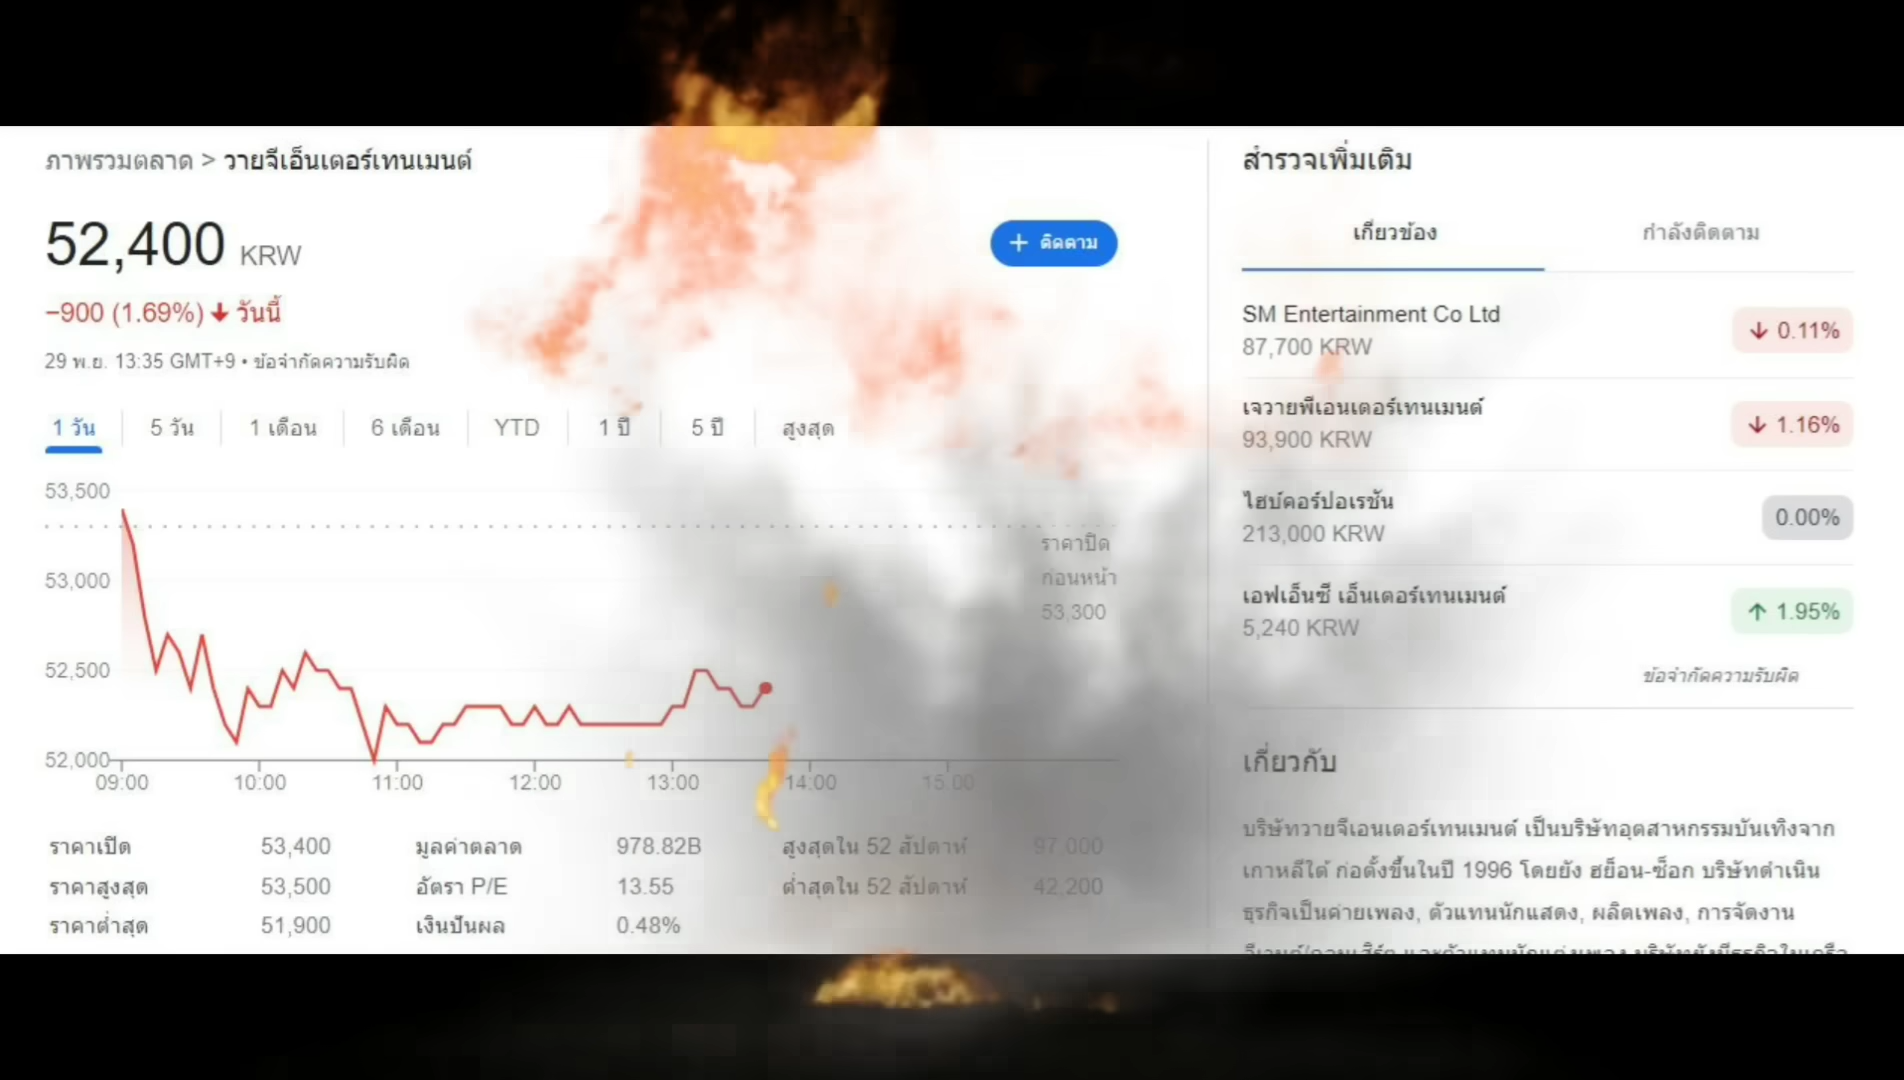 ภาพรวมตลาด > วายจีเอ็นเตอร์เทนเมนต์
52,400 KRW
−900 (1.69%) ↓ วันนี้
29 พ.ย. 13:35 GMT+9 • ข้อจำกัดความรับผิด
+ ติดตาม
1 วัน 5 วัน 1 เดือน 6 เดือน YTD 1 ปี 5 ปี สูงสุด
53,500
53,000
52,500
52,000
ราคาปิด
ก่อนหน้า
53,300
09:00 10:00 11:00 12:00 13:00 14:00 15:00
ราคาเปิด 53,400 มูลค่าตลาด 978.82B สูงสุดใน 52 สัปดาห์ 97,000
ราคาสูงสุด 53,500 อัตรา P/E 13.55 ต่ำสุดใน 52 สัปดาห์ 42,200
ราคาต่ำสุด 51,900 เงินปันผล 0.48%
สำรวจเพิ่มเติม
เกี่ยวข้อง กำลังติดตาม
SM Entertainment Co Ltd
87,700 KRW
↓ 0.11%
เจวายพีเอนเตอร์เทนเมนต์
93,900 KRW
↓ 1.16%
ไฮบ์คอร์ปอเรชัน
213,000 KRW
0.00%
เอฟเอ็นซี เอ็นเตอร์เทนเมนต์
5,240 KRW
↑ 1.95%
ข้อจำกัดความรับผิด
เกี่ยวกับ
บริษัทวายจีเอนเตอร์เทนเมนต์ เป็นบริษัทอุตสาหกรรมบันเทิงจาก
เกาหลีใต้ ก่อตั้งขึ้นในปี 1996 โดยยัง ฮย็อน-ซ็อก บริษัทดำเนิน
ธุรกิจเป็นค่ายเพลง, ตัวแทนนักแสดง, ผลิตเพลง, การจัดงาน